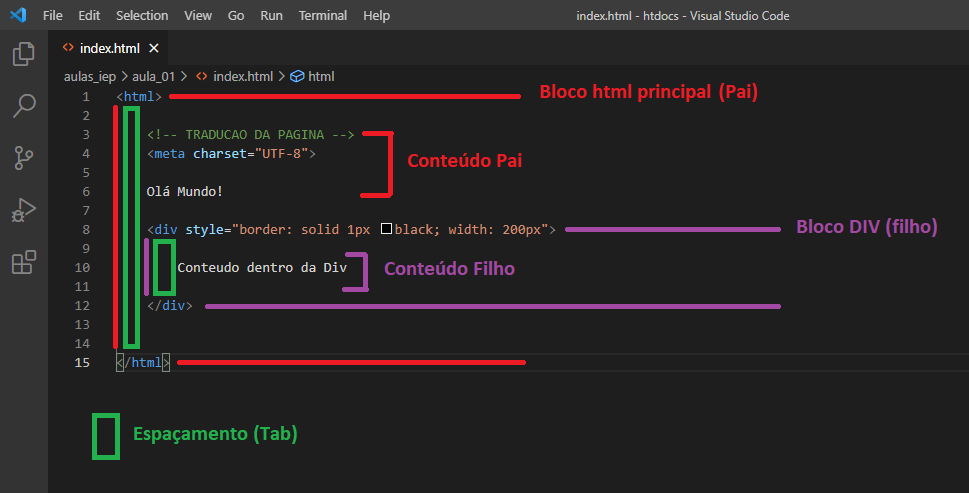 File Edit Selection View Go Run Terminal Help index.html - htdocs - Visual Studio Code
index.html
aulas_iep > aula_01 > index.html > html
1 <html> Bloco html principal (Pai)
2
3 <!-- TRADUCAO DA PAGINA -->
4 <meta charset="UTF-8">
Conteúdo Pai
5
6 Olá Mundo!
7
8 <div style="border: solid 1px black; width: 200px"> Bloco DIV (filho)
9
10 Conteudo dentro da Div Conteúdo Filho
11
12 </div>
13
14
15 </html>
Espaçamento (Tab)